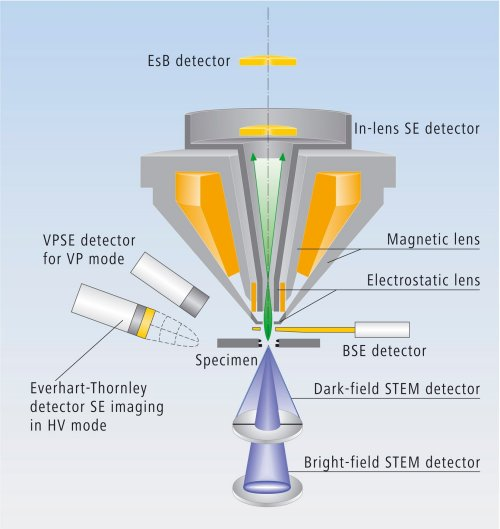 EsB detector
In-lens SE detector
Magnetic lens
VPSE detector
for VP mode
Electrostatic lens
BSE detector
Specimen
Everhart-Thornley
detector SE imaging
in HV mode
Dark-field STEM detector
Bright-field STEM detector